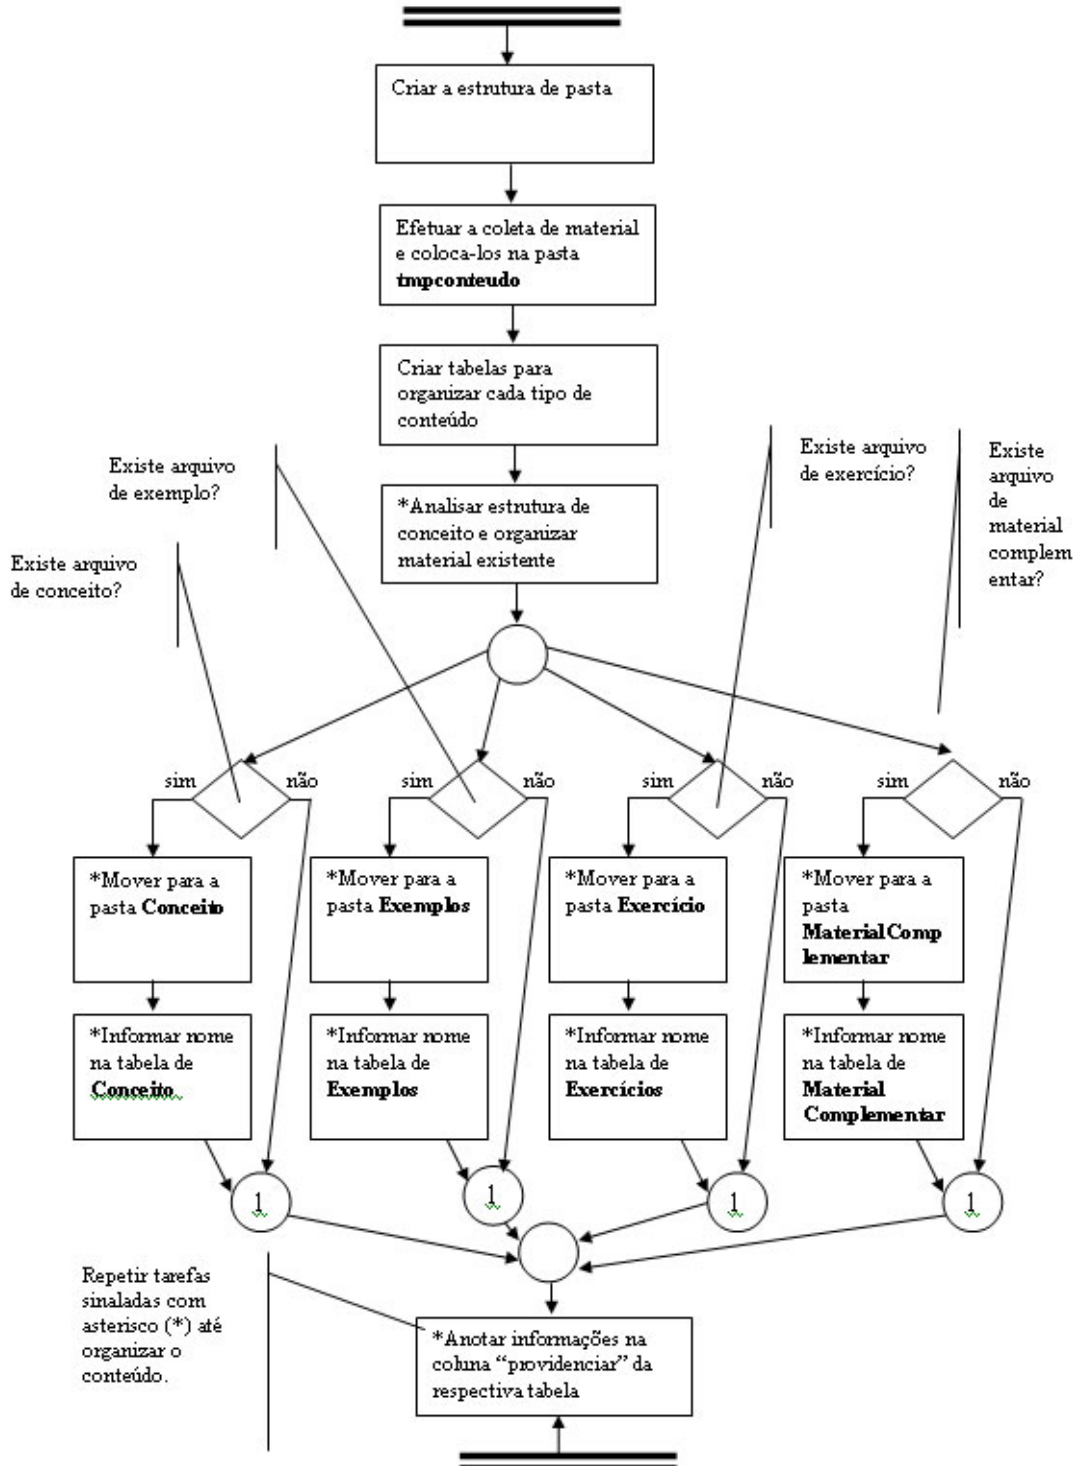 Criar a estrutura de pasta
Efetuar a coleta de material
e coloca-los na pasta
tmpconteudo
Criar tabelas para
organizar cada tipo de
conteúdo
*Analisar estrutura de
conceito e organizar
material existente
Existe arquivo
de conceito?
Existe arquivo
de exemplo?
Existe arquivo
de exercício?
Existe
arquivo
de
material
complem
entar?
sim
não
sim
não
sim
não
sim
não
*Mover para a
pasta Conceito
*Mover para a
pasta Exemplos
*Mover para a
pasta Exercício
*Mover para a
pasta
MaterialComp
lementar
*Informar nome
na tabela de
Conceito
*Informar nome
na tabela de
Exemplos
*Informar nome
na tabela de
Exercícios
*Informar nome
na tabela de
Material
Complementar
1
1
1
1
Repetir tarefas
sinaladas com
asterisco (*) até
organizar o
conteúdo.
*Anotar informações na
coluna “providenciar” da
respectiva tabela